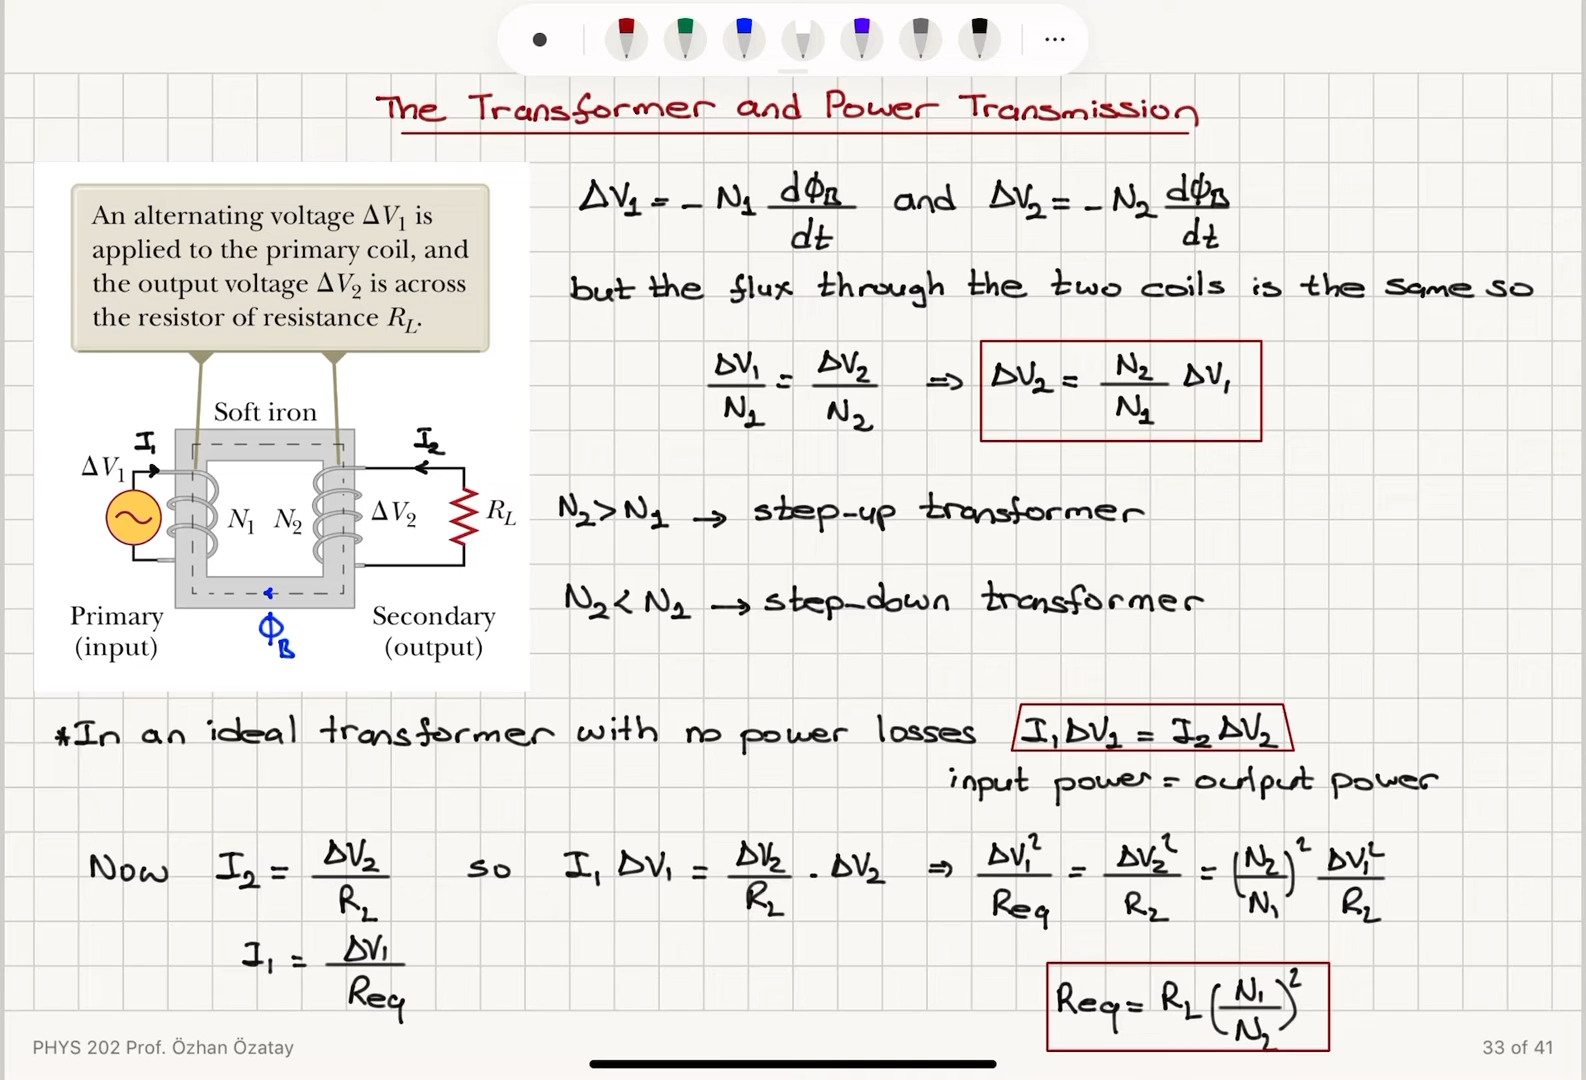 The Transformer and Power Transmission
An alternating voltage ΔV₁ is
applied to the primary coil, and
the output voltage ΔV₂ is across
the resistor of resistance R_L.
Soft iron
I₁
I₂
ΔV₁
N₁ N₂
ΔV₂
R_L
Primary
(input)
Φ_B
Secondary
(output)
ΔV₁ = - N₁ dΦ_B/dt and ΔV₂ = - N₂ dΦ_B/dt
but the flux through the two coils is the same so
ΔV₁/N₁ = ΔV₂/N₂ ⇒ ΔV₂ = N₂/N₁ ΔV₁
N₂ > N₁ → step-up transformer
N₂ < N₁ → step-down transformer
*In an ideal transformer with no power losses I₁ΔV₁ = I₂ΔV₂
input power = output power
Now I₂ = ΔV₂/R_L so I₁ ΔV₁ = ΔV₂/R_L . ΔV₂ ⇒ ΔV₁²/Req = ΔV₂²/R_L = (N₂/N₁)² ΔV₁²/R_L
I₁ = ΔV₁/Req
Req = R_L (N₁/N₂)²
PHYS 202 Prof. Özhan Özatay
33 of 41